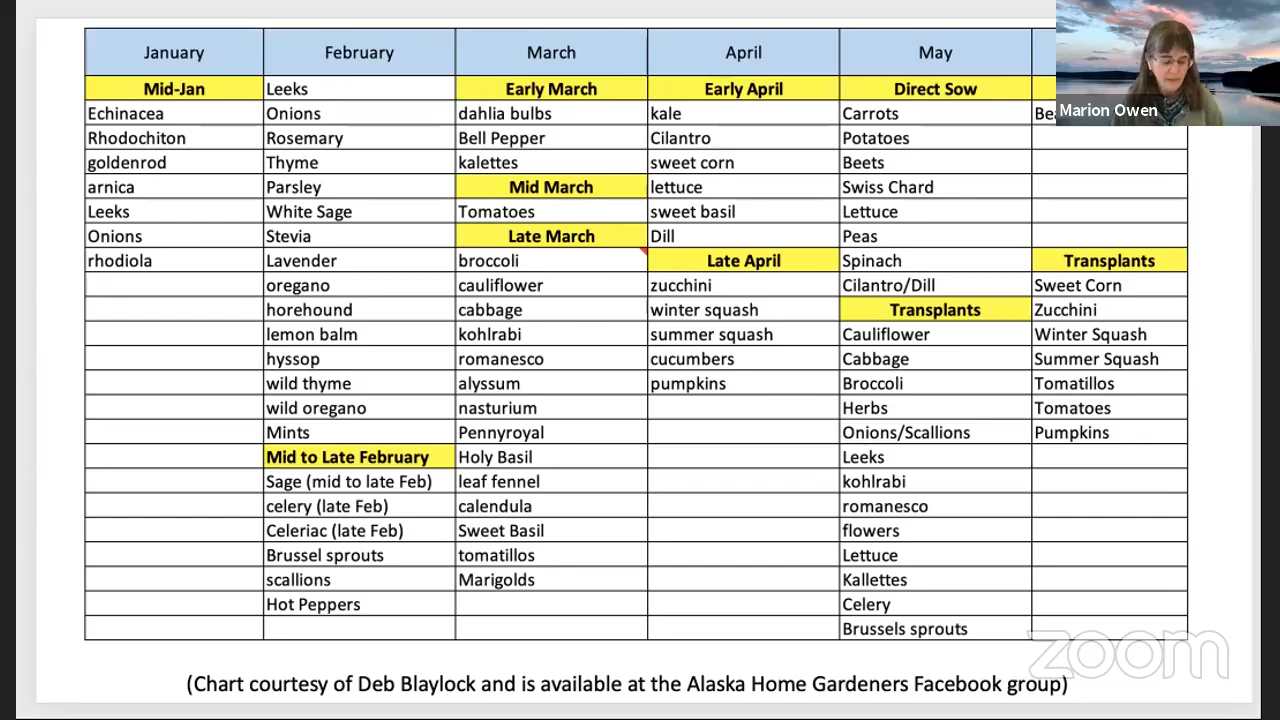 January February March April May
Mid-Jan Leeks Early March Early April Direct Sow
Marion Owen
Echinacea Onions dahlia bulbs kale Carrots
Rhodochiton Rosemary Bell Pepper Cilantro Potatoes
goldenrod Thyme kalettes sweet corn Beets
arnica Parsley Mid March lettuce Swiss Chard
Leeks White Sage Tomatoes sweet basil Lettuce
Onions Stevia Late March Dill Peas
rhodiola Lavender broccoli Late April Spinach Transplants
oregano cauliflower zucchini Cilantro/Dill Sweet Corn
horehound cabbage winter squash Transplants Zucchini
lemon balm kohlrabi summer squash Cauliflower Winter Squash
hyssop romanesco cucumbers Cabbage Summer Squash
wild thyme alyssum pumpkins Broccoli Tomatillos
wild oregano nasturium Herbs Tomatoes
Mints Pennyroyal Onions/Scallions Pumpkins
Mid to Late February Holy Basil Leeks
Sage (mid to late Feb) leaf fennel kohlrabi
celery (late Feb) calendula romanesco
Celeriac (late Feb) Sweet Basil flowers
Brussel sprouts tomatillos Lettuce
scallions Marigolds Kallettes
Hot Peppers Celery
Brussels sprouts
zoom
(Chart courtesy of Deb Blaylock and is available at the Alaska Home Gardeners Facebook group)